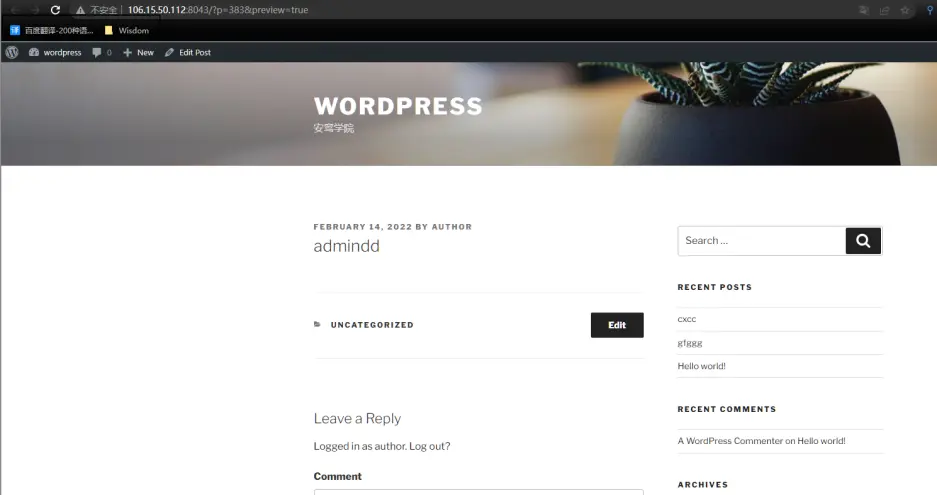 不安全 | 106.15.50.112:8043/?p=383&preview=true
百度翻译-200种语... Wisdom
wordpress 0 New Edit Post
WORDPRESS
安鸾学院
FEBRUARY 14, 2022 BY AUTHOR
admindd
Search …
RECENT POSTS
UNCATEGORIZED Edit
cxcc
gfggg
Hello world!
RECENT COMMENTS
Leave a Reply
A WordPress Commenter on Hello world!
Logged in as author. Log out?
Comment
ARCHIVES